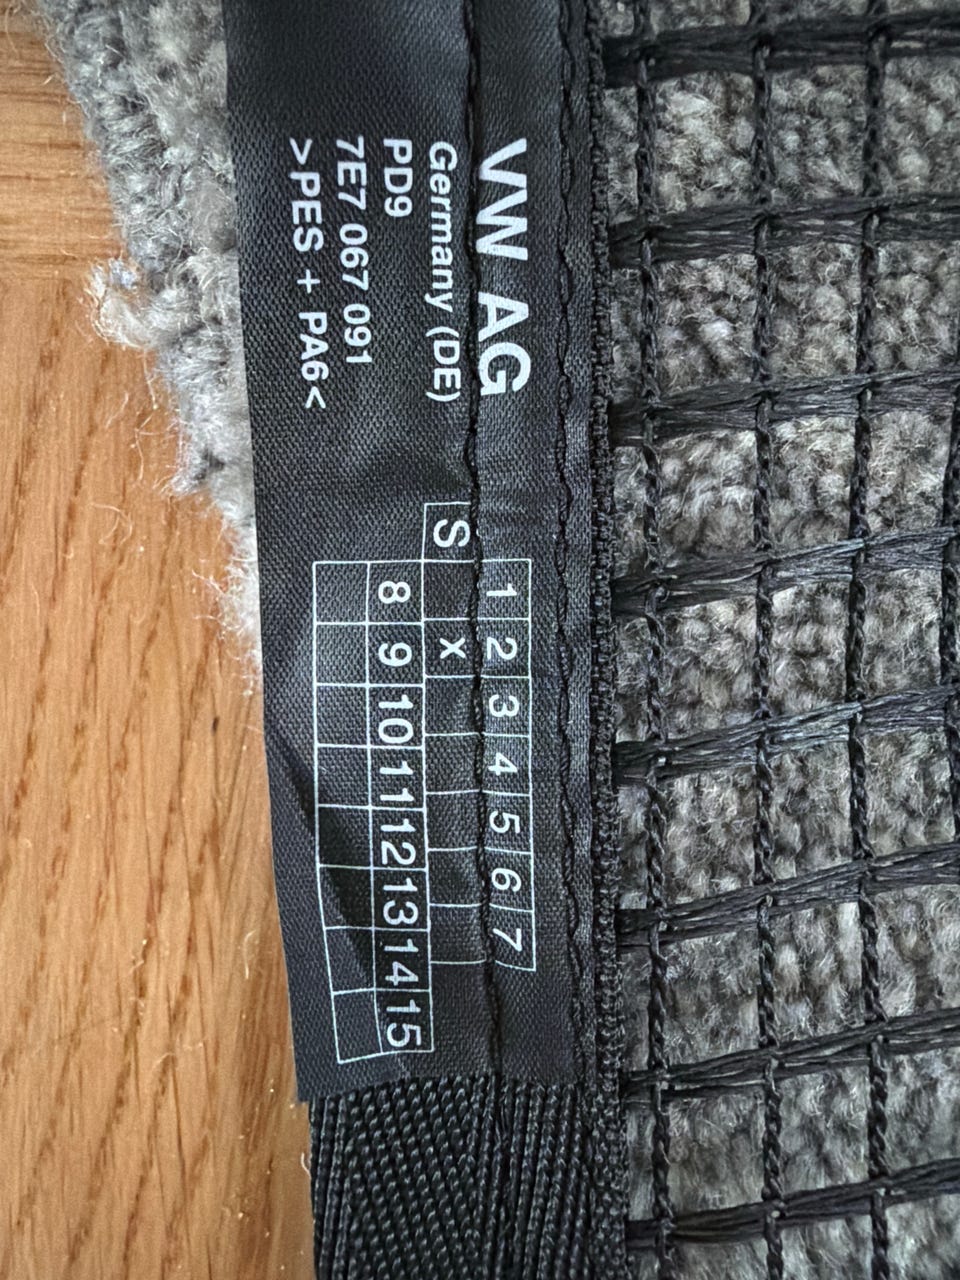 VW AG
Germany (DE)
PD9
7E7 067 091
>PES + PA6<
1 2 3 4 5 6 7
S x
8 9 10 11 12 13 14 15